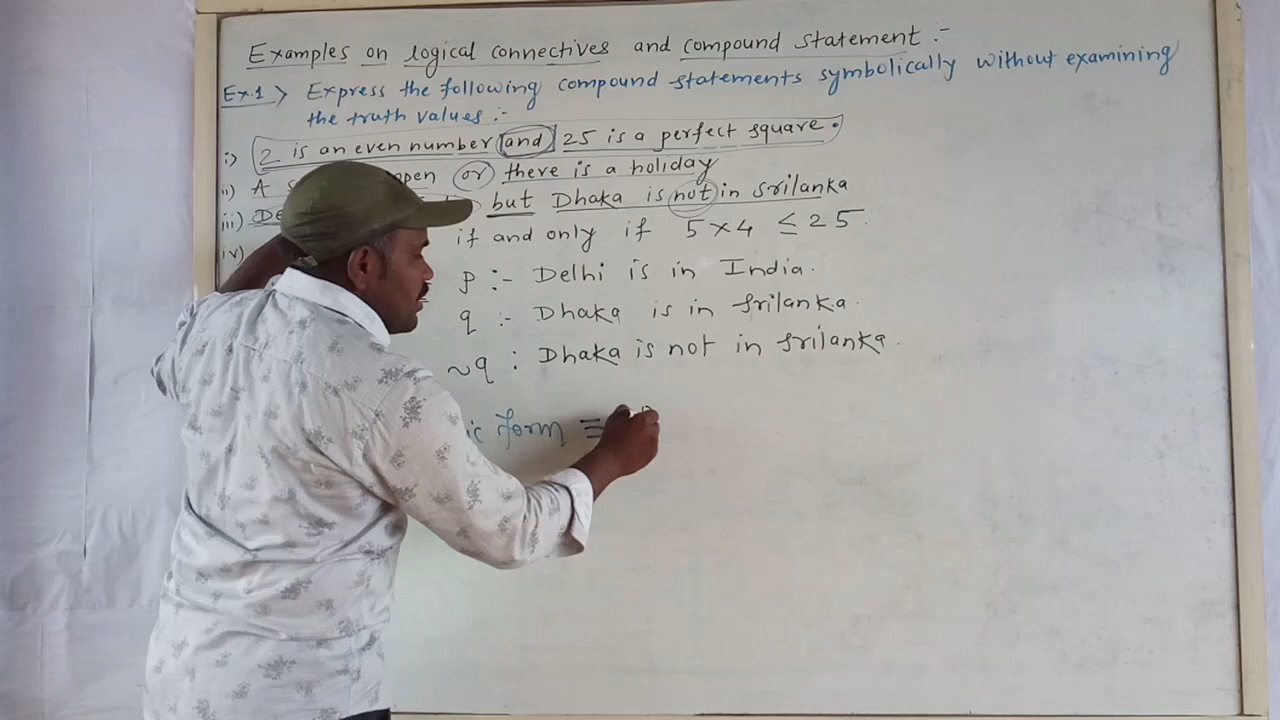 Examples on logical connectives and compound statement :-
Ex.1> Express the following compound statements symbolically without examining
the truth values :-
i) 2 is an even number and 25 is a perfect square.
ii) A open or there is a holiday
iii) but Dhaka is not in srilanka
iv) if and only if 5 × 4 ≤ 25.
p :- Delhi is in India.
q :- Dhaka is in srilanka.
~q : Dhaka is not in srilanka.
form ≡